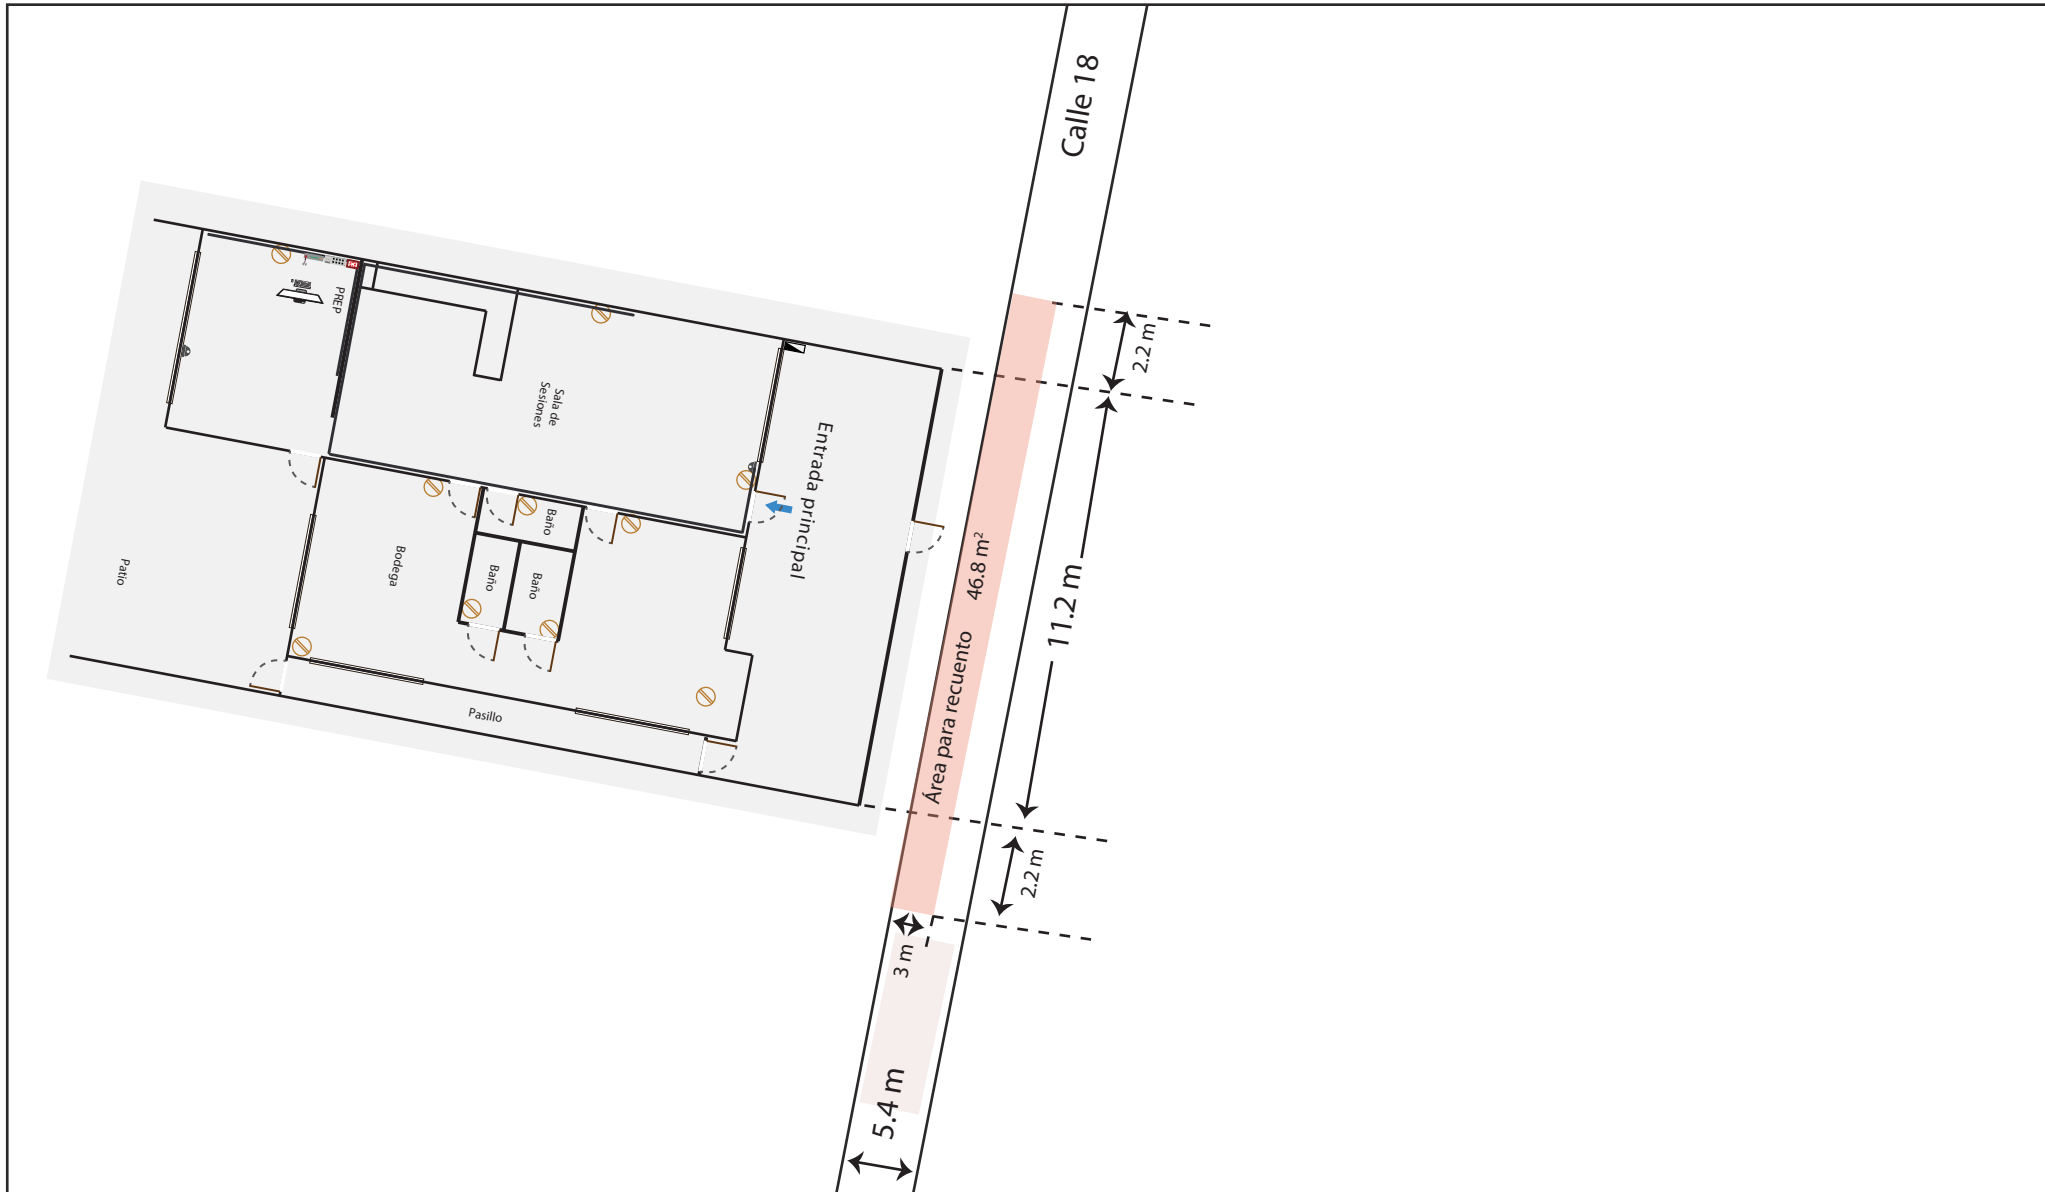 Calle 18
PREP
2.2 m
Sala de
Sesiones
Entrada principal
Baño
46.8 m²
Patio
Bodega
Baño
Baño
11.2 m
Área para recuento
Pasillo
2.2 m
3 m
5.4 m